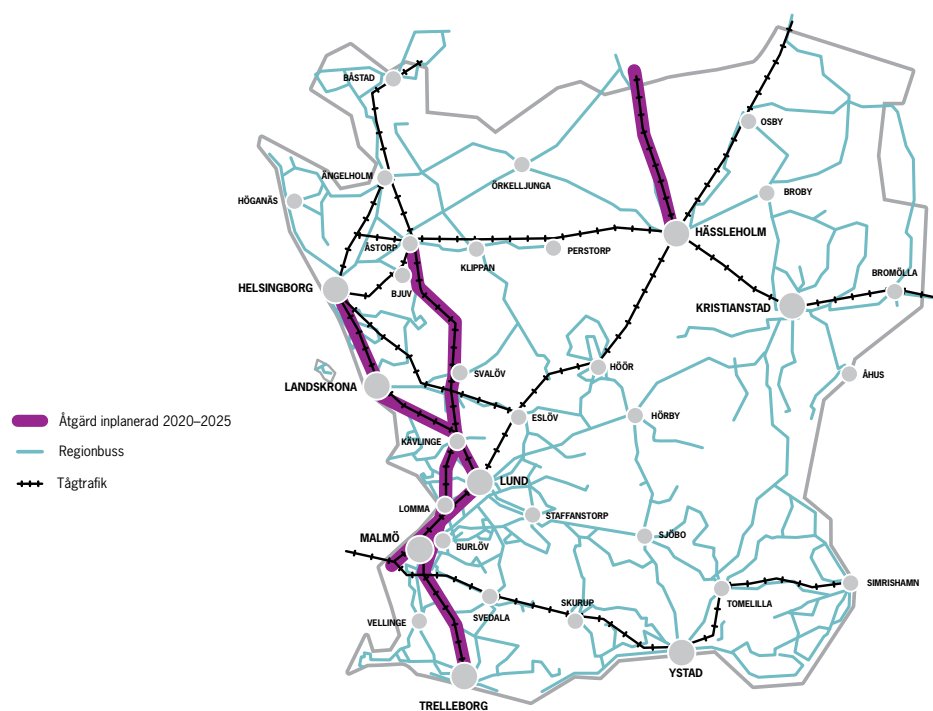 BÅSTAD
OSBY
ÄNGELHOLM
ÖRKELLJUNGA
HÖGANÄS
BROBY
HÄSSLEHOLM
ÅSTORP
KLIPPAN
PERSTORP
BROMÖLLA
HELSINGBORG
BJUV
KRISTIANSTAD
LANDSKRONA
SVALÖV
HÖÖR
ÅHUS
Åtgärd inplanerad 2020–2025
ESLÖV
HÖRBY
KÄVLINGE
Regionbuss
Tågtrafik
LUND
LOMMA
STAFFANSTORP
MALMÖ
BURLÖV
SJÖBO
SIMRISHAMN
SKURUP
TOMELILLA
VELLINGE
SVEDALA
YSTAD
TRELLEBORG